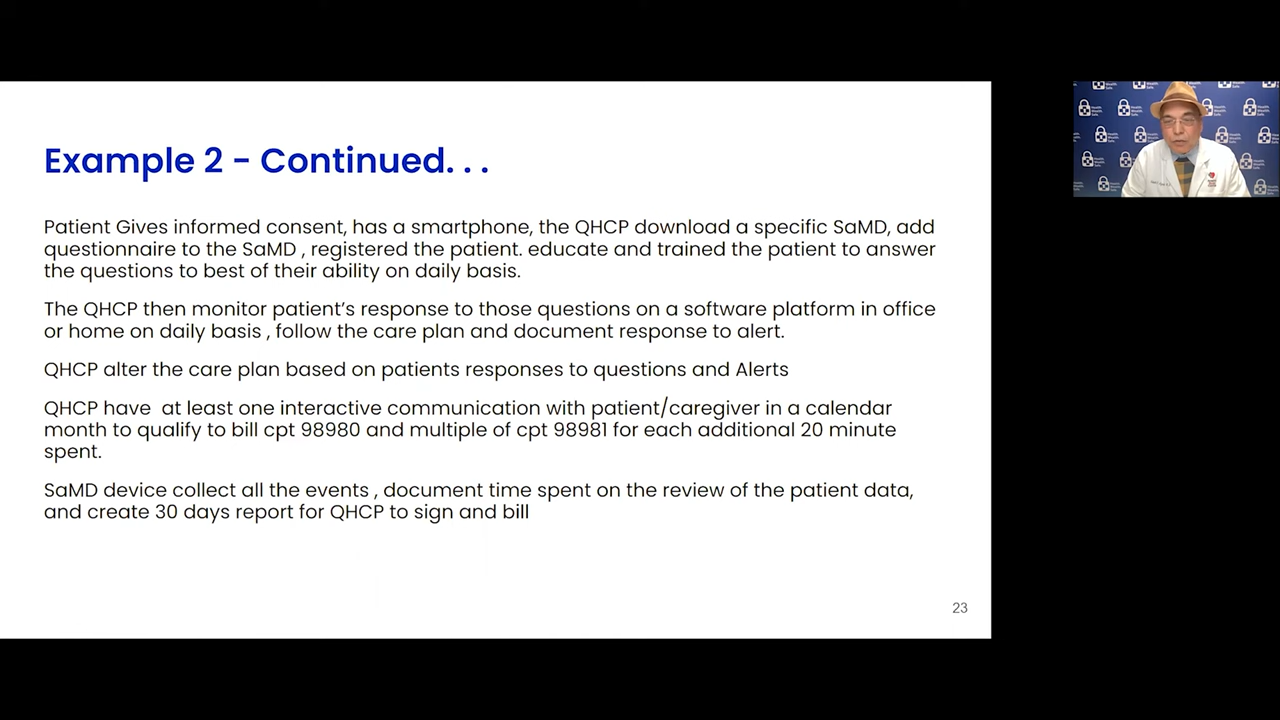 Example 2 - Continued. . .
Patient Gives informed consent, has a smartphone, the QHCP download a specific SaMD, add
questionnaire to the SaMD , registered the patient. educate and trained the patient to answer
the questions to best of their ability on daily basis.
The QHCP then monitor patient's response to those questions on a software platform in office
or home on daily basis , follow the care plan and document response to alert.
QHCP alter the care plan based on patients responses to questions and Alerts
QHCP have  at least one interactive communication with patient/caregiver in a calendar
month to qualify to bill cpt 98980 and multiple of cpt 98981 for each additional 20 minute
spent.
SaMD device collect all the events , document time spent on the review of the patient data,
and create 30 days report for QHCP to sign and bill
23
Health.
Wealth.
Safe.